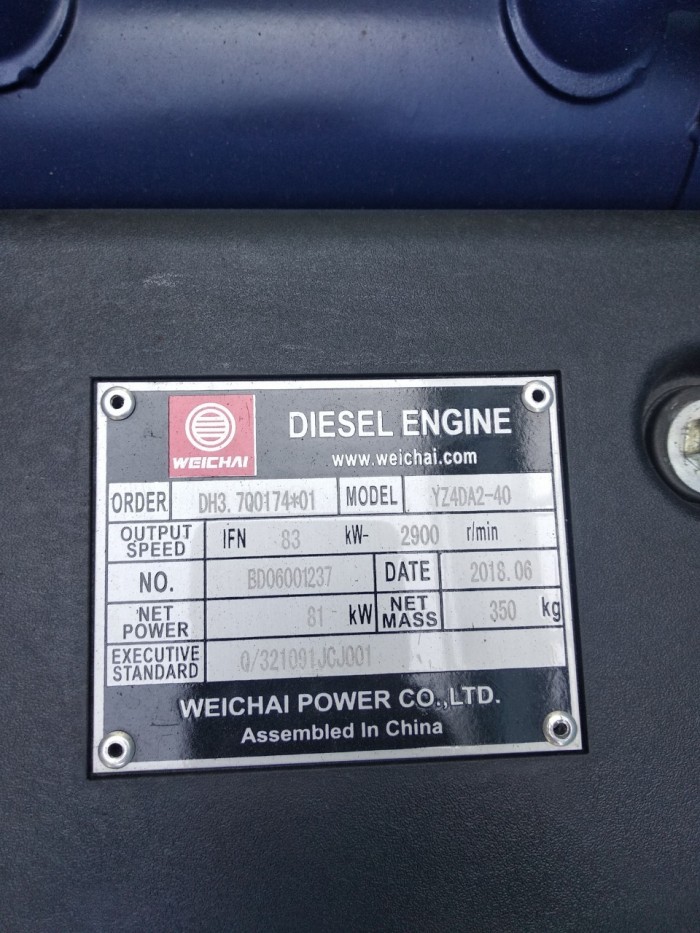 WEICHAI
DIESEL ENGINE
www.weichai.com
ORDER DH3.7Q0174*01 MODEL YZ4DA2-40
OUTPUT SPEED IFN 83 kW- 2900 r/min
NO. BD06001237 DATE 2018.06
NET POWER 81 kW NET MASS 350 kg
EXECUTIVE STANDARD Q/321091JCJ001
WEICHAI POWER CO.,LTD.
Assembled In China